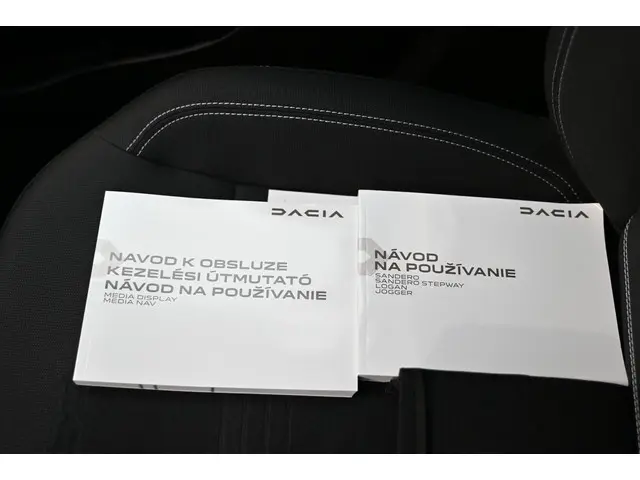 DACIA
NAVOD K OBSLUZE
KEZELÉSI ÚTMUTATÓ
NÁVOD NA POUŽÍVANIE
MEDIA DISPLAY
MEDIA NAV
DACIA
NÁVOD
NA POUŽÍVANIE
SANDERO
SANDERO STEPWAY
LOGAN
JOGGER